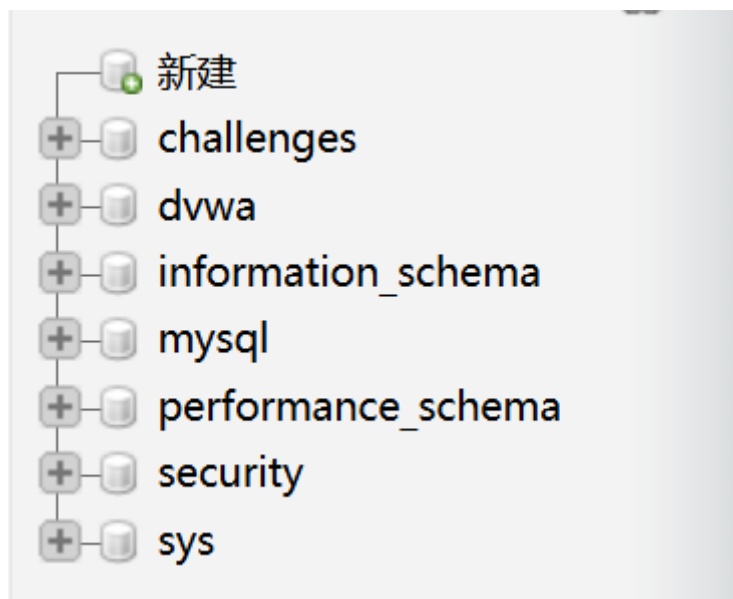 新建
challenges
dvwa
information_schema
mysql
performance_schema
security
sys